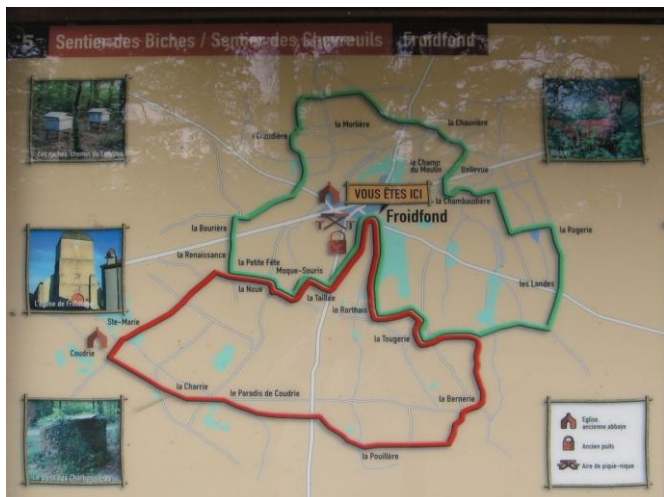 5 Sentier des Biches / Sentier des Chevreuils Froidfond
la Morlière
la Chauvière
le Champ
du Moulin
Bellevue
VOUS ÊTES ICI
la Chambaudière
Froidfond
la Bourière
la Rogerie
la Renaissance
la Petite Fête
Moque-Souris
la Noue
la Taillée
les Landes
la Rorthais
L'église de Froidfond
Ste-Marie
la Tougerie
Coudrie
la Charrie
le Paradis de Coudrie
la Bernerie
la Pouillère
Eglise,
ancienne abbaye
Ancien puits
Aire de pique-nique